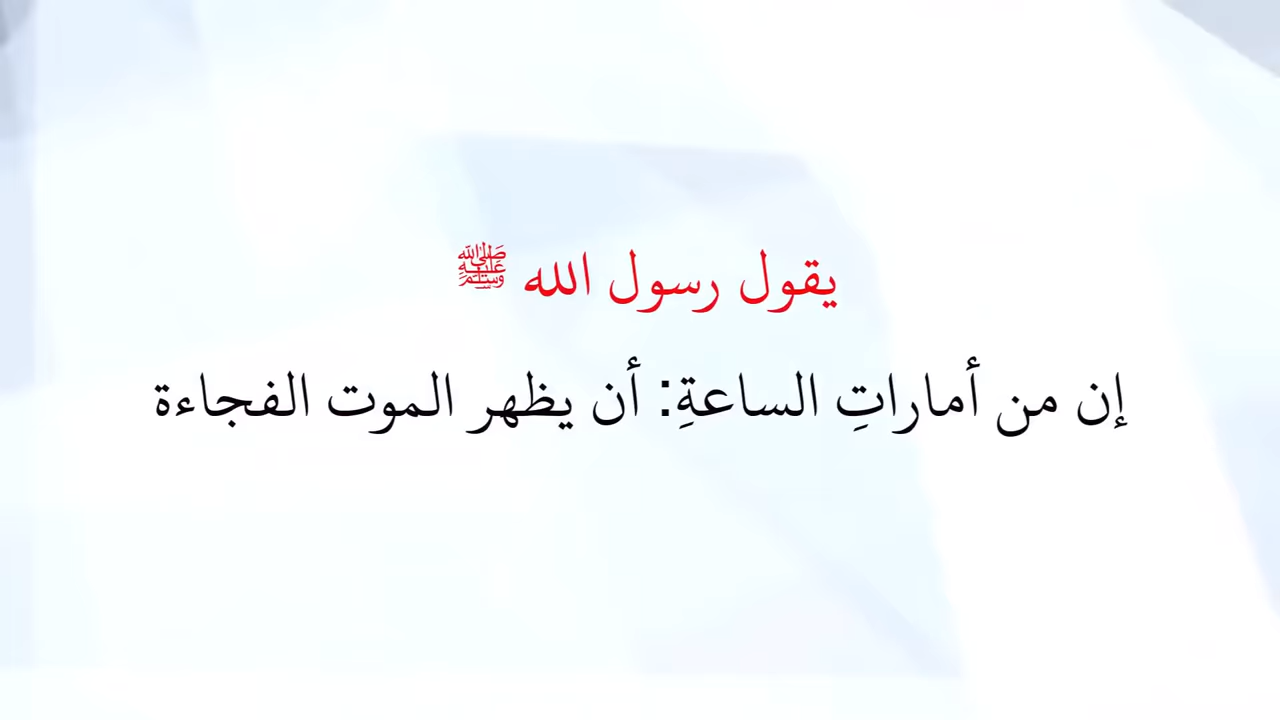 يقول رسول الله ﷺ
إن من أماراتِ الساعةِ: أن يظهر الموت الفجاءة